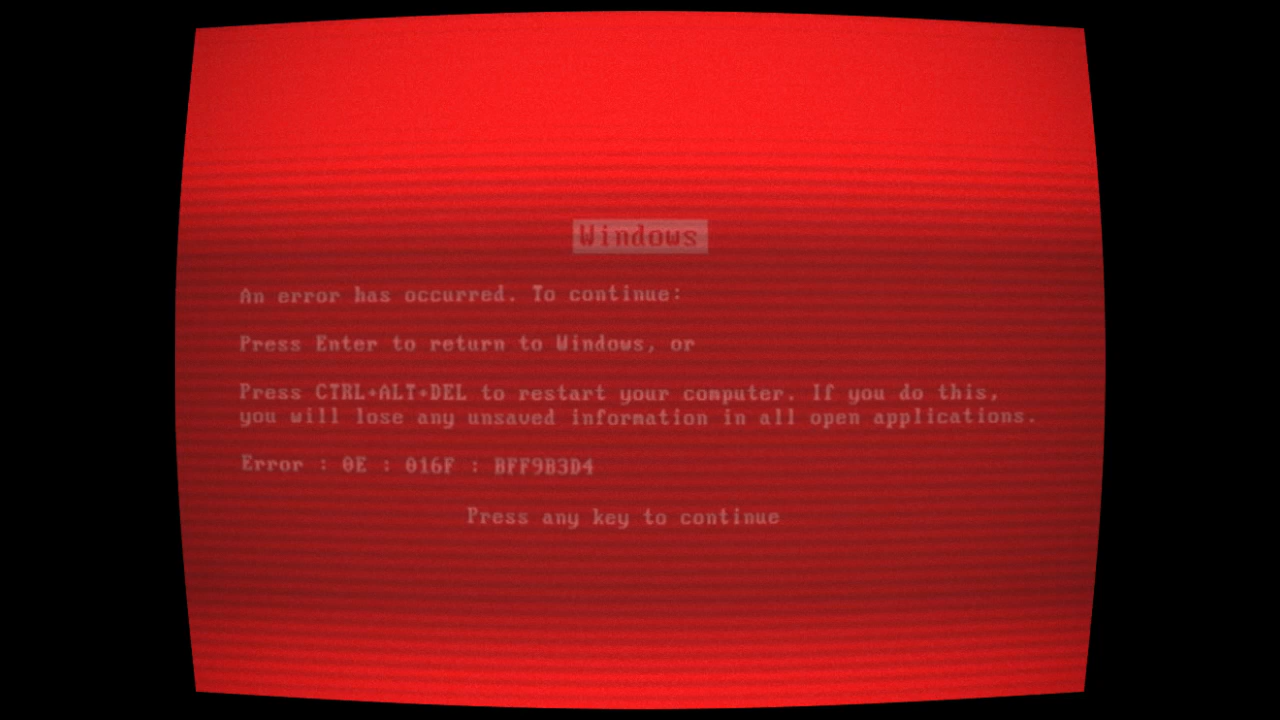 Windows
An error has occurred. To continue:
Press Enter to return to Windows, or
Press CTRL+ALT+DEL to restart your computer. If you do this,
you will lose any unsaved information in all open applications.
Error : 0E : 016F : BFF9B3D4
Press any key to continue